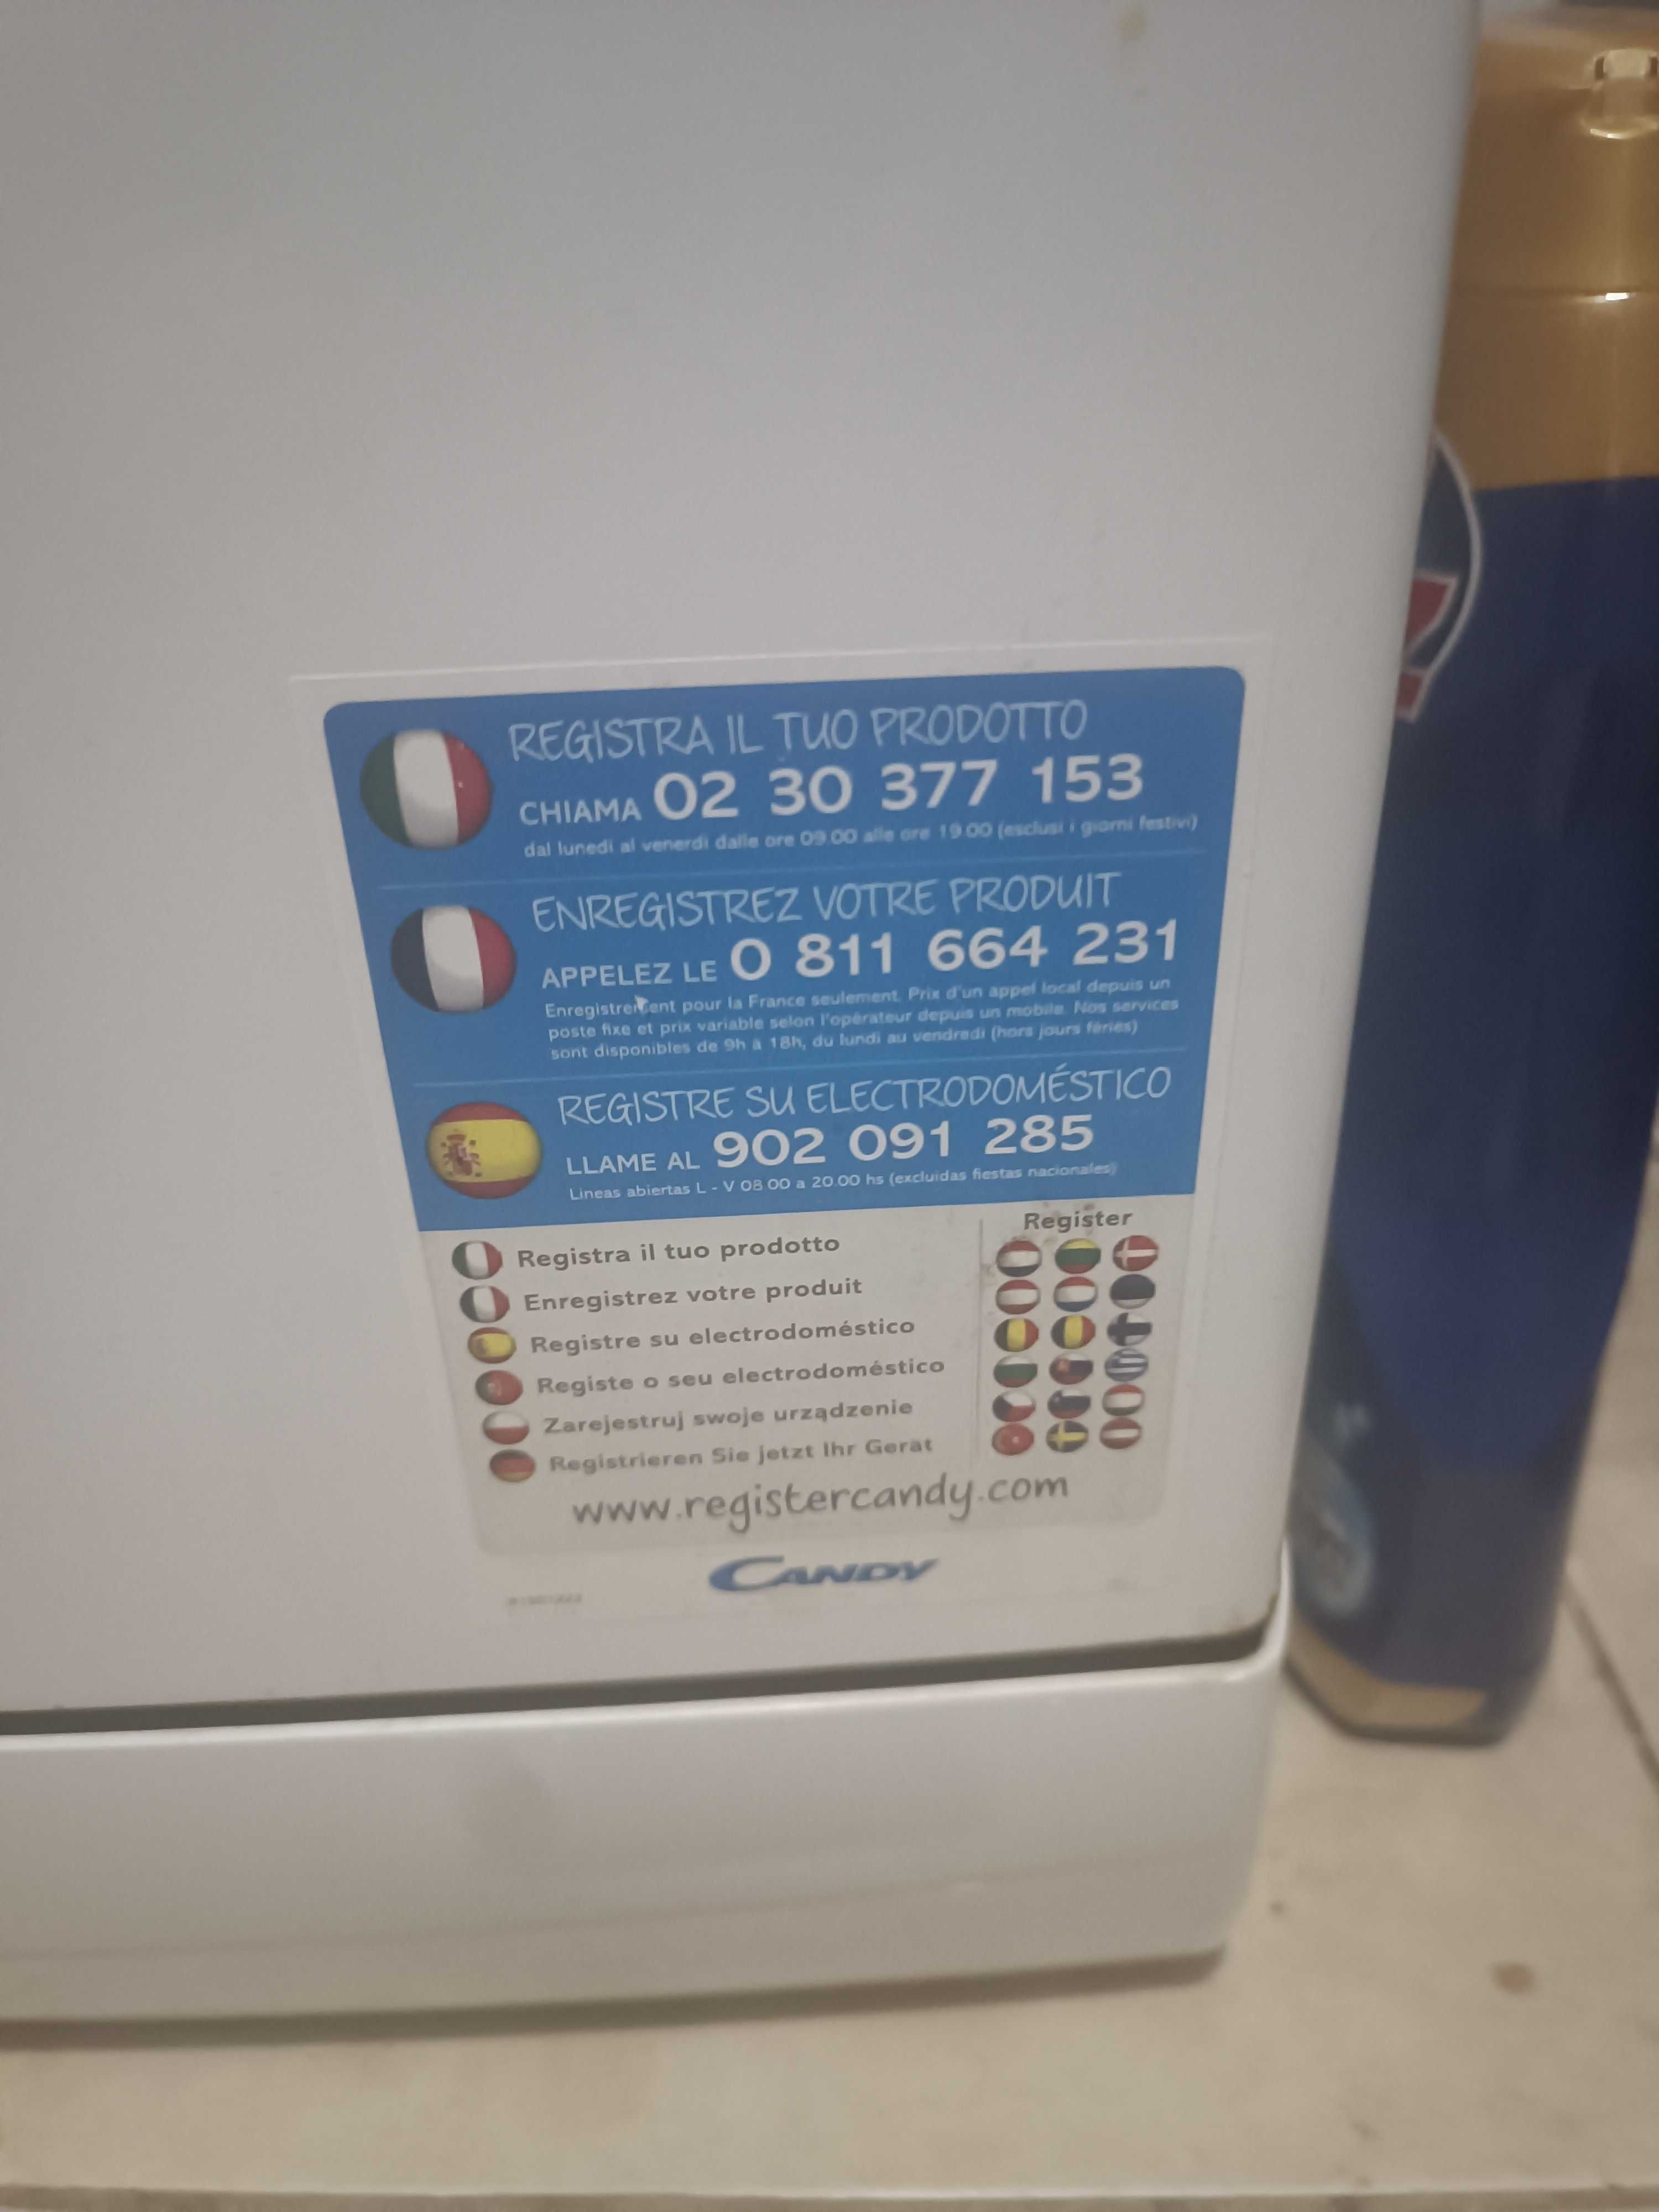 REGISTRA IL TUO PRODOTTO
CHIAMA 02 30 377 153
dal lunedi al venerdi dalle ore 09.00 alle ore 19.00 (esclusi i giorni festivi)
ENREGISTREZ VOTRE PRODUIT
APPELEZ LE 0 811 664 231
Enregistrement pour la France seulement. Prix d'un appel local depuis un
poste fixe et prix variable selon l'opérateur depuis un mobile. Nos services
sont disponibles de 9h à 18h, du lundi au vendredi (hors jours fériés)
REGISTRE SU ELECTRODOMÉSTICO
LLAME AL 902 091 285
Lineas abiertas L - V 08.00 a 20.00 hs (excluidas fiestas nacionales)
Register
Registra il tuo prodotto
Enregistrez votre produit
Registre su electrodoméstico
Registe o seu electrodoméstico
Zarejestruj swoje urządzenie
Registrieren Sie jetzt Ihr Gerät
www.registercandy.com
CANDY